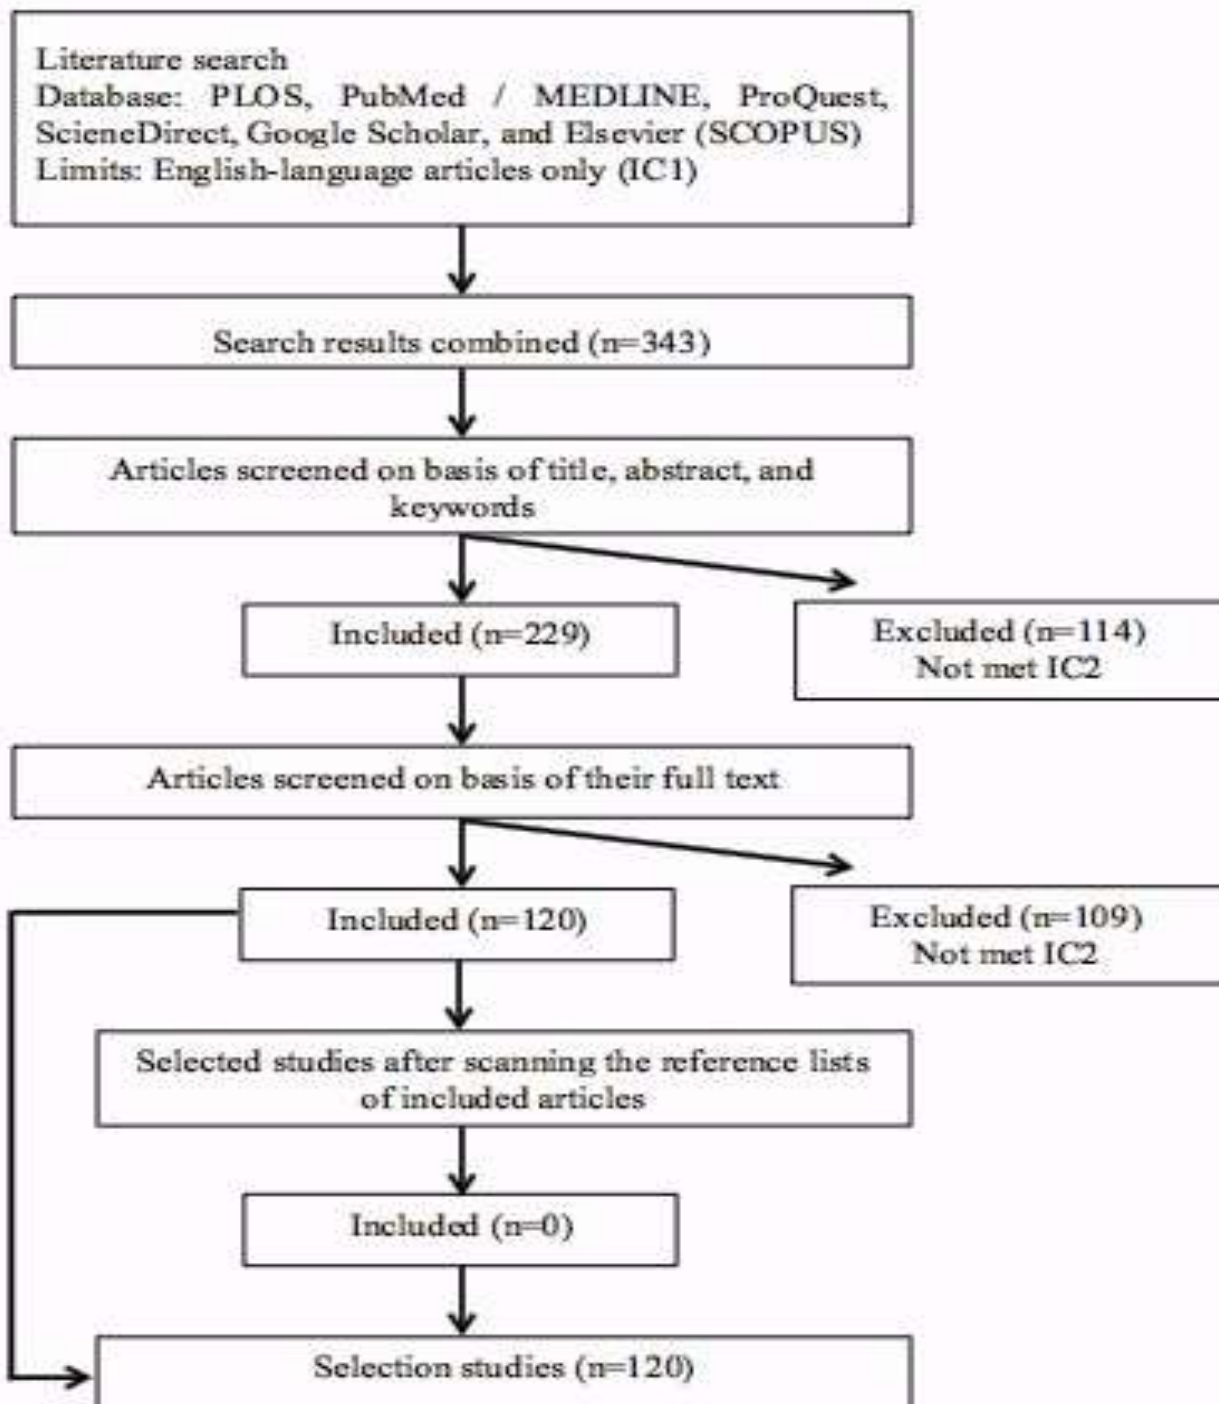 Literature search
Database: PLOS, PubMed / MEDLINE, ProQuest,
ScieneDirect, Google Scholar, and Elsevier (SCOPUS)
Limits: English-language articles only (IC1)
Search results combined (n=343)
Articles screened on basis of title, abstract, and
keywords
Included (n=229)
Excluded (n=114)
Not met IC2
Articles screened on basis of their full text
Included (n=120)
Excluded (n=109)
Not met IC2
Selected studies after scanning the reference lists
of included articles
Included (n=0)
Selection studies (n=120)